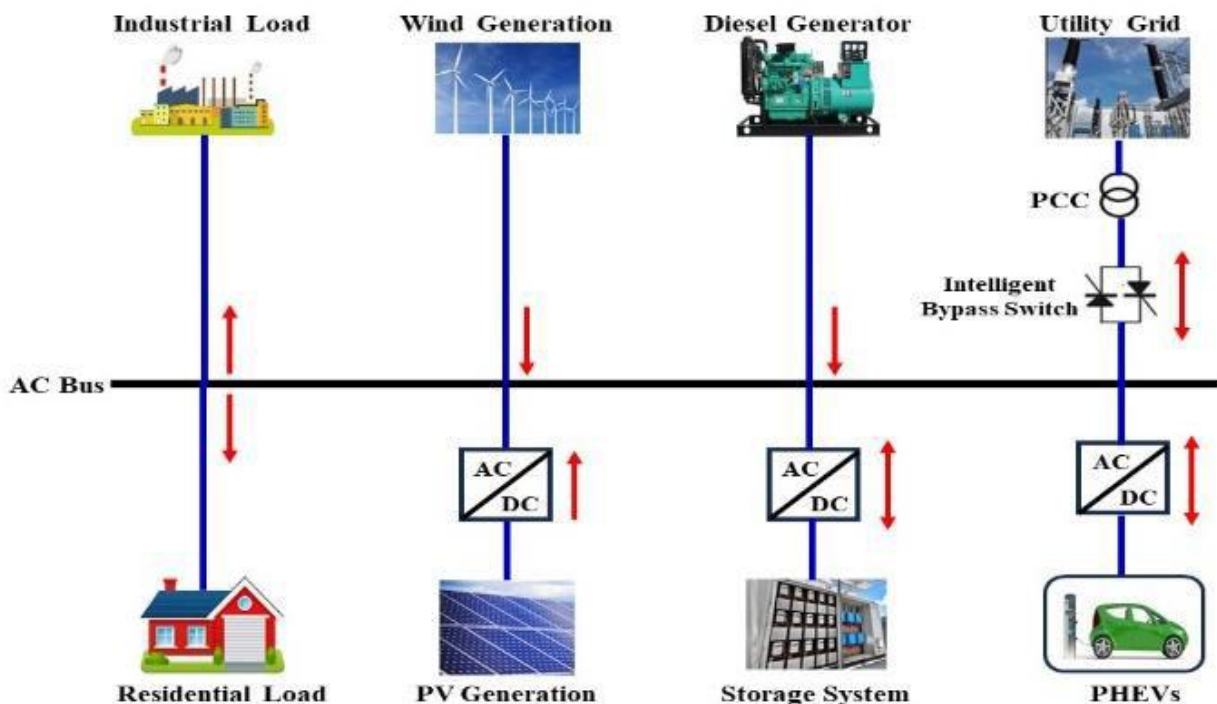 Industrial Load
Wind Generation
Diesel Generator
Utility Grid
PCC
Intelligent
Bypass Switch
AC Bus
AC
DC
AC
DC
AC
DC
Residential Load
PV Generation
Storage System
PHEVs